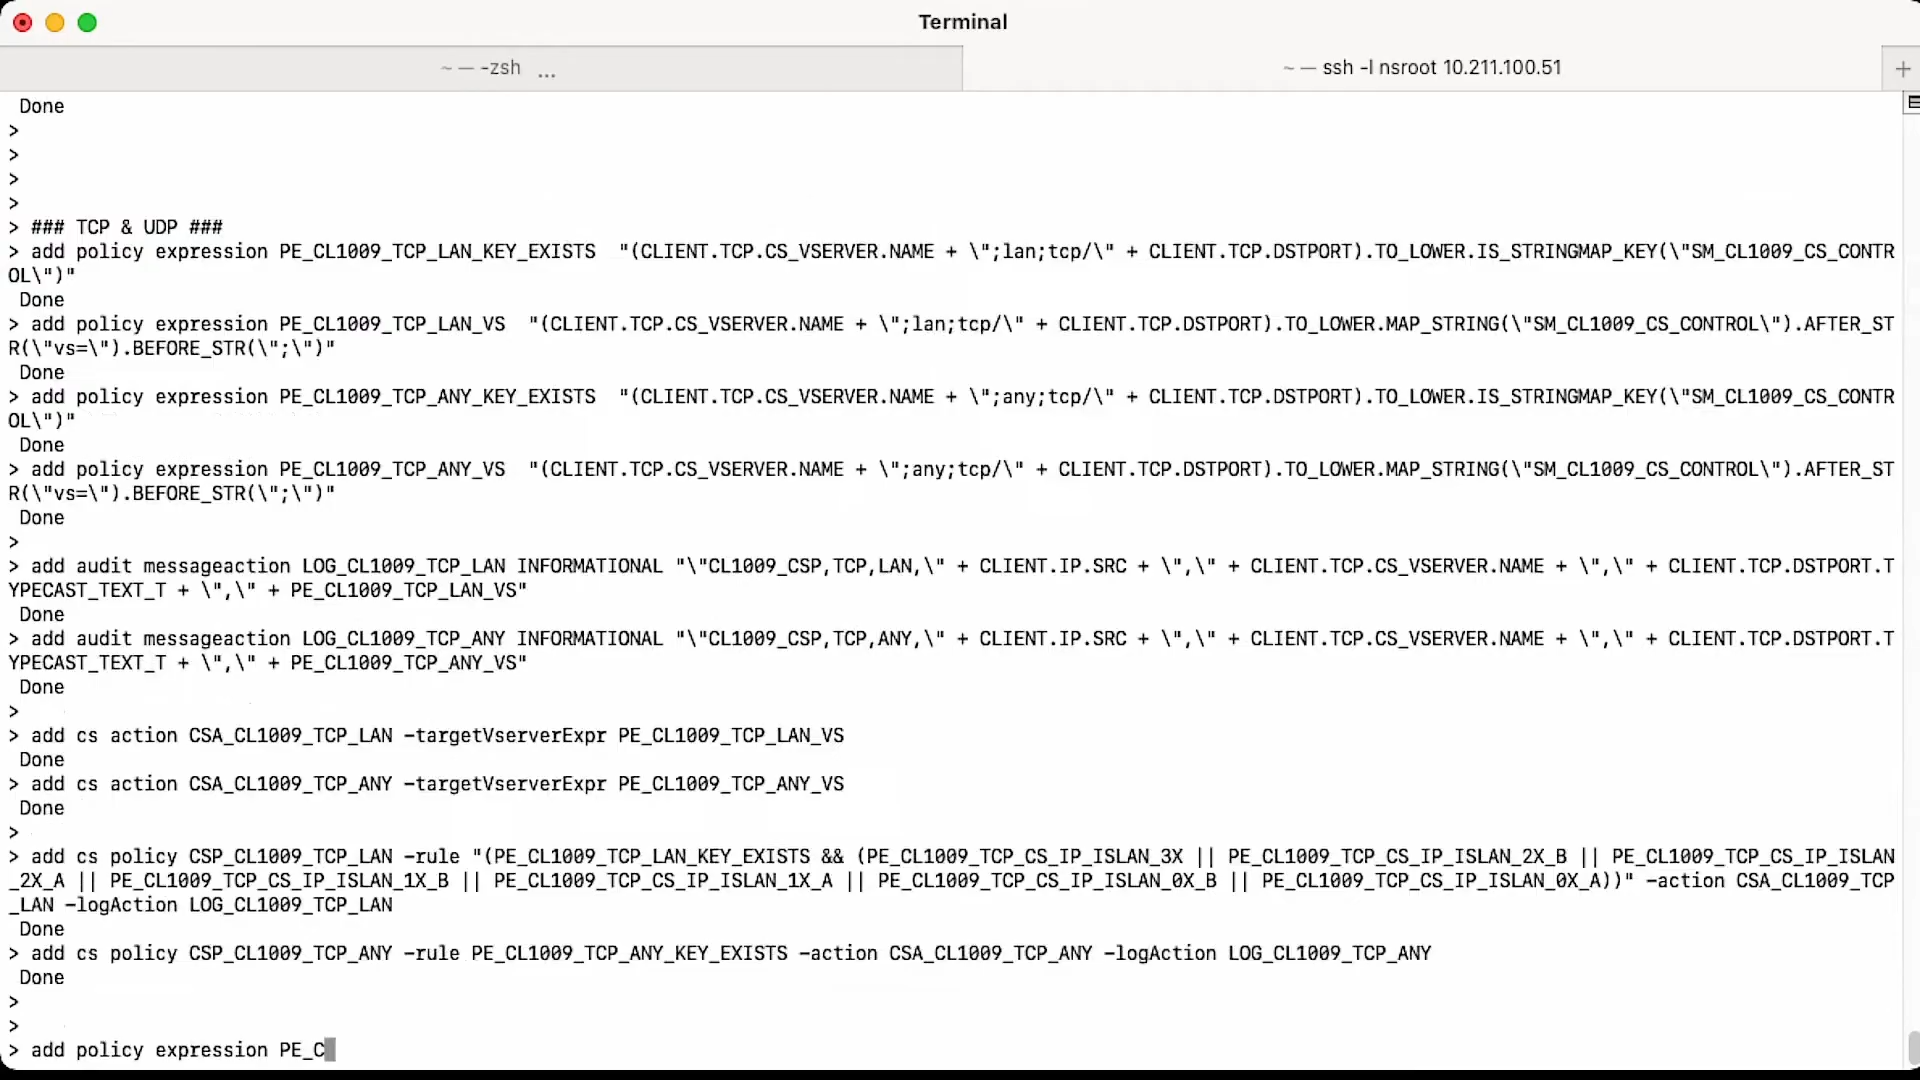 Terminal
~ — -zsh ...
~ — ssh -l nsroot 10.211.100.51
+
Done
>
>
>
>
> ### TCP & UDP ###
> add policy expression PE_CL1009_TCP_LAN_KEY_EXISTS  "(CLIENT.TCP.CS_VSERVER.NAME + \";lan;tcp/\" + CLIENT.TCP.DSTPORT).TO_LOWER.IS_STRINGMAP_KEY(\"SM_CL1009_CS_CONTR
OL\")"
Done
> add policy expression PE_CL1009_TCP_LAN_VS  "(CLIENT.TCP.CS_VSERVER.NAME + \";lan;tcp/\" + CLIENT.TCP.DSTPORT).TO_LOWER.MAP_STRING(\"SM_CL1009_CS_CONTROL\").AFTER_ST
R(\"vs=\").BEFORE_STR(\";\")"
Done
> add policy expression PE_CL1009_TCP_ANY_KEY_EXISTS  "(CLIENT.TCP.CS_VSERVER.NAME + \";any;tcp/\" + CLIENT.TCP.DSTPORT).TO_LOWER.IS_STRINGMAP_KEY(\"SM_CL1009_CS_CONTR
OL\")"
Done
> add policy expression PE_CL1009_TCP_ANY_VS  "(CLIENT.TCP.CS_VSERVER.NAME + \";any;tcp/\" + CLIENT.TCP.DSTPORT).TO_LOWER.MAP_STRING(\"SM_CL1009_CS_CONTROL\").AFTER_ST
R(\"vs=\").BEFORE_STR(\";\")"
Done
>
> add audit messageaction LOG_CL1009_TCP_LAN INFORMATIONAL "\"CL1009_CSP,TCP,LAN,\" + CLIENT.IP.SRC + \",\" + CLIENT.TCP.CS_VSERVER.NAME + \",\" + CLIENT.TCP.DSTPORT.T
YPECAST_TEXT_T + \",\" + PE_CL1009_TCP_LAN_VS"
Done
> add audit messageaction LOG_CL1009_TCP_ANY INFORMATIONAL "\"CL1009_CSP,TCP,ANY,\" + CLIENT.IP.SRC + \",\" + CLIENT.TCP.CS_VSERVER.NAME + \",\" + CLIENT.TCP.DSTPORT.T
YPECAST_TEXT_T + \",\" + PE_CL1009_TCP_ANY_VS"
Done
>
> add cs action CSA_CL1009_TCP_LAN -targetVserverExpr PE_CL1009_TCP_LAN_VS
Done
> add cs action CSA_CL1009_TCP_ANY -targetVserverExpr PE_CL1009_TCP_ANY_VS
Done
>
> add cs policy CSP_CL1009_TCP_LAN -rule "(PE_CL1009_TCP_LAN_KEY_EXISTS && (PE_CL1009_TCP_CS_IP_ISLAN_3X || PE_CL1009_TCP_CS_IP_ISLAN_2X_B || PE_CL1009_TCP_CS_IP_ISLAN
_2X_A || PE_CL1009_TCP_CS_IP_ISLAN_1X_B || PE_CL1009_TCP_CS_IP_ISLAN_1X_A || PE_CL1009_TCP_CS_IP_ISLAN_0X_B || PE_CL1009_TCP_CS_IP_ISLAN_0X_A))" -action CSA_CL1009_TCP
_LAN -logAction LOG_CL1009_TCP_LAN
Done
> add cs policy CSP_CL1009_TCP_ANY -rule PE_CL1009_TCP_ANY_KEY_EXISTS -action CSA_CL1009_TCP_ANY -logAction LOG_CL1009_TCP_ANY
Done
>
>
> add policy expression PE_C